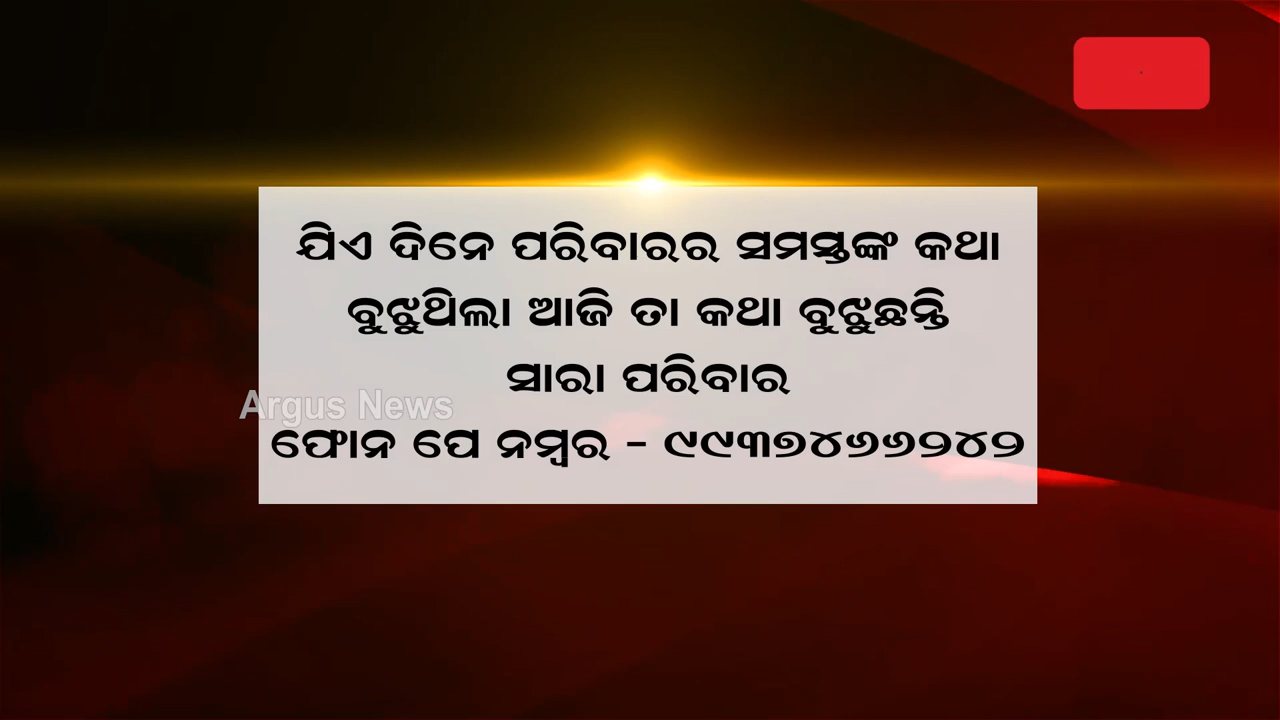 ଯିଏ ଦିନେ ପରିବାରର ସମସ୍ତଙ୍କ କଥା
ବୁଝୁଥିଲା ଆଜି ତା କଥା ବୁଝୁଛନ୍ତି
ସାରା ପରିବାର
Argus News
ଫୋନ ପେ ନମ୍ବର - ୯୯୩୭୪୬୬୨୪୨